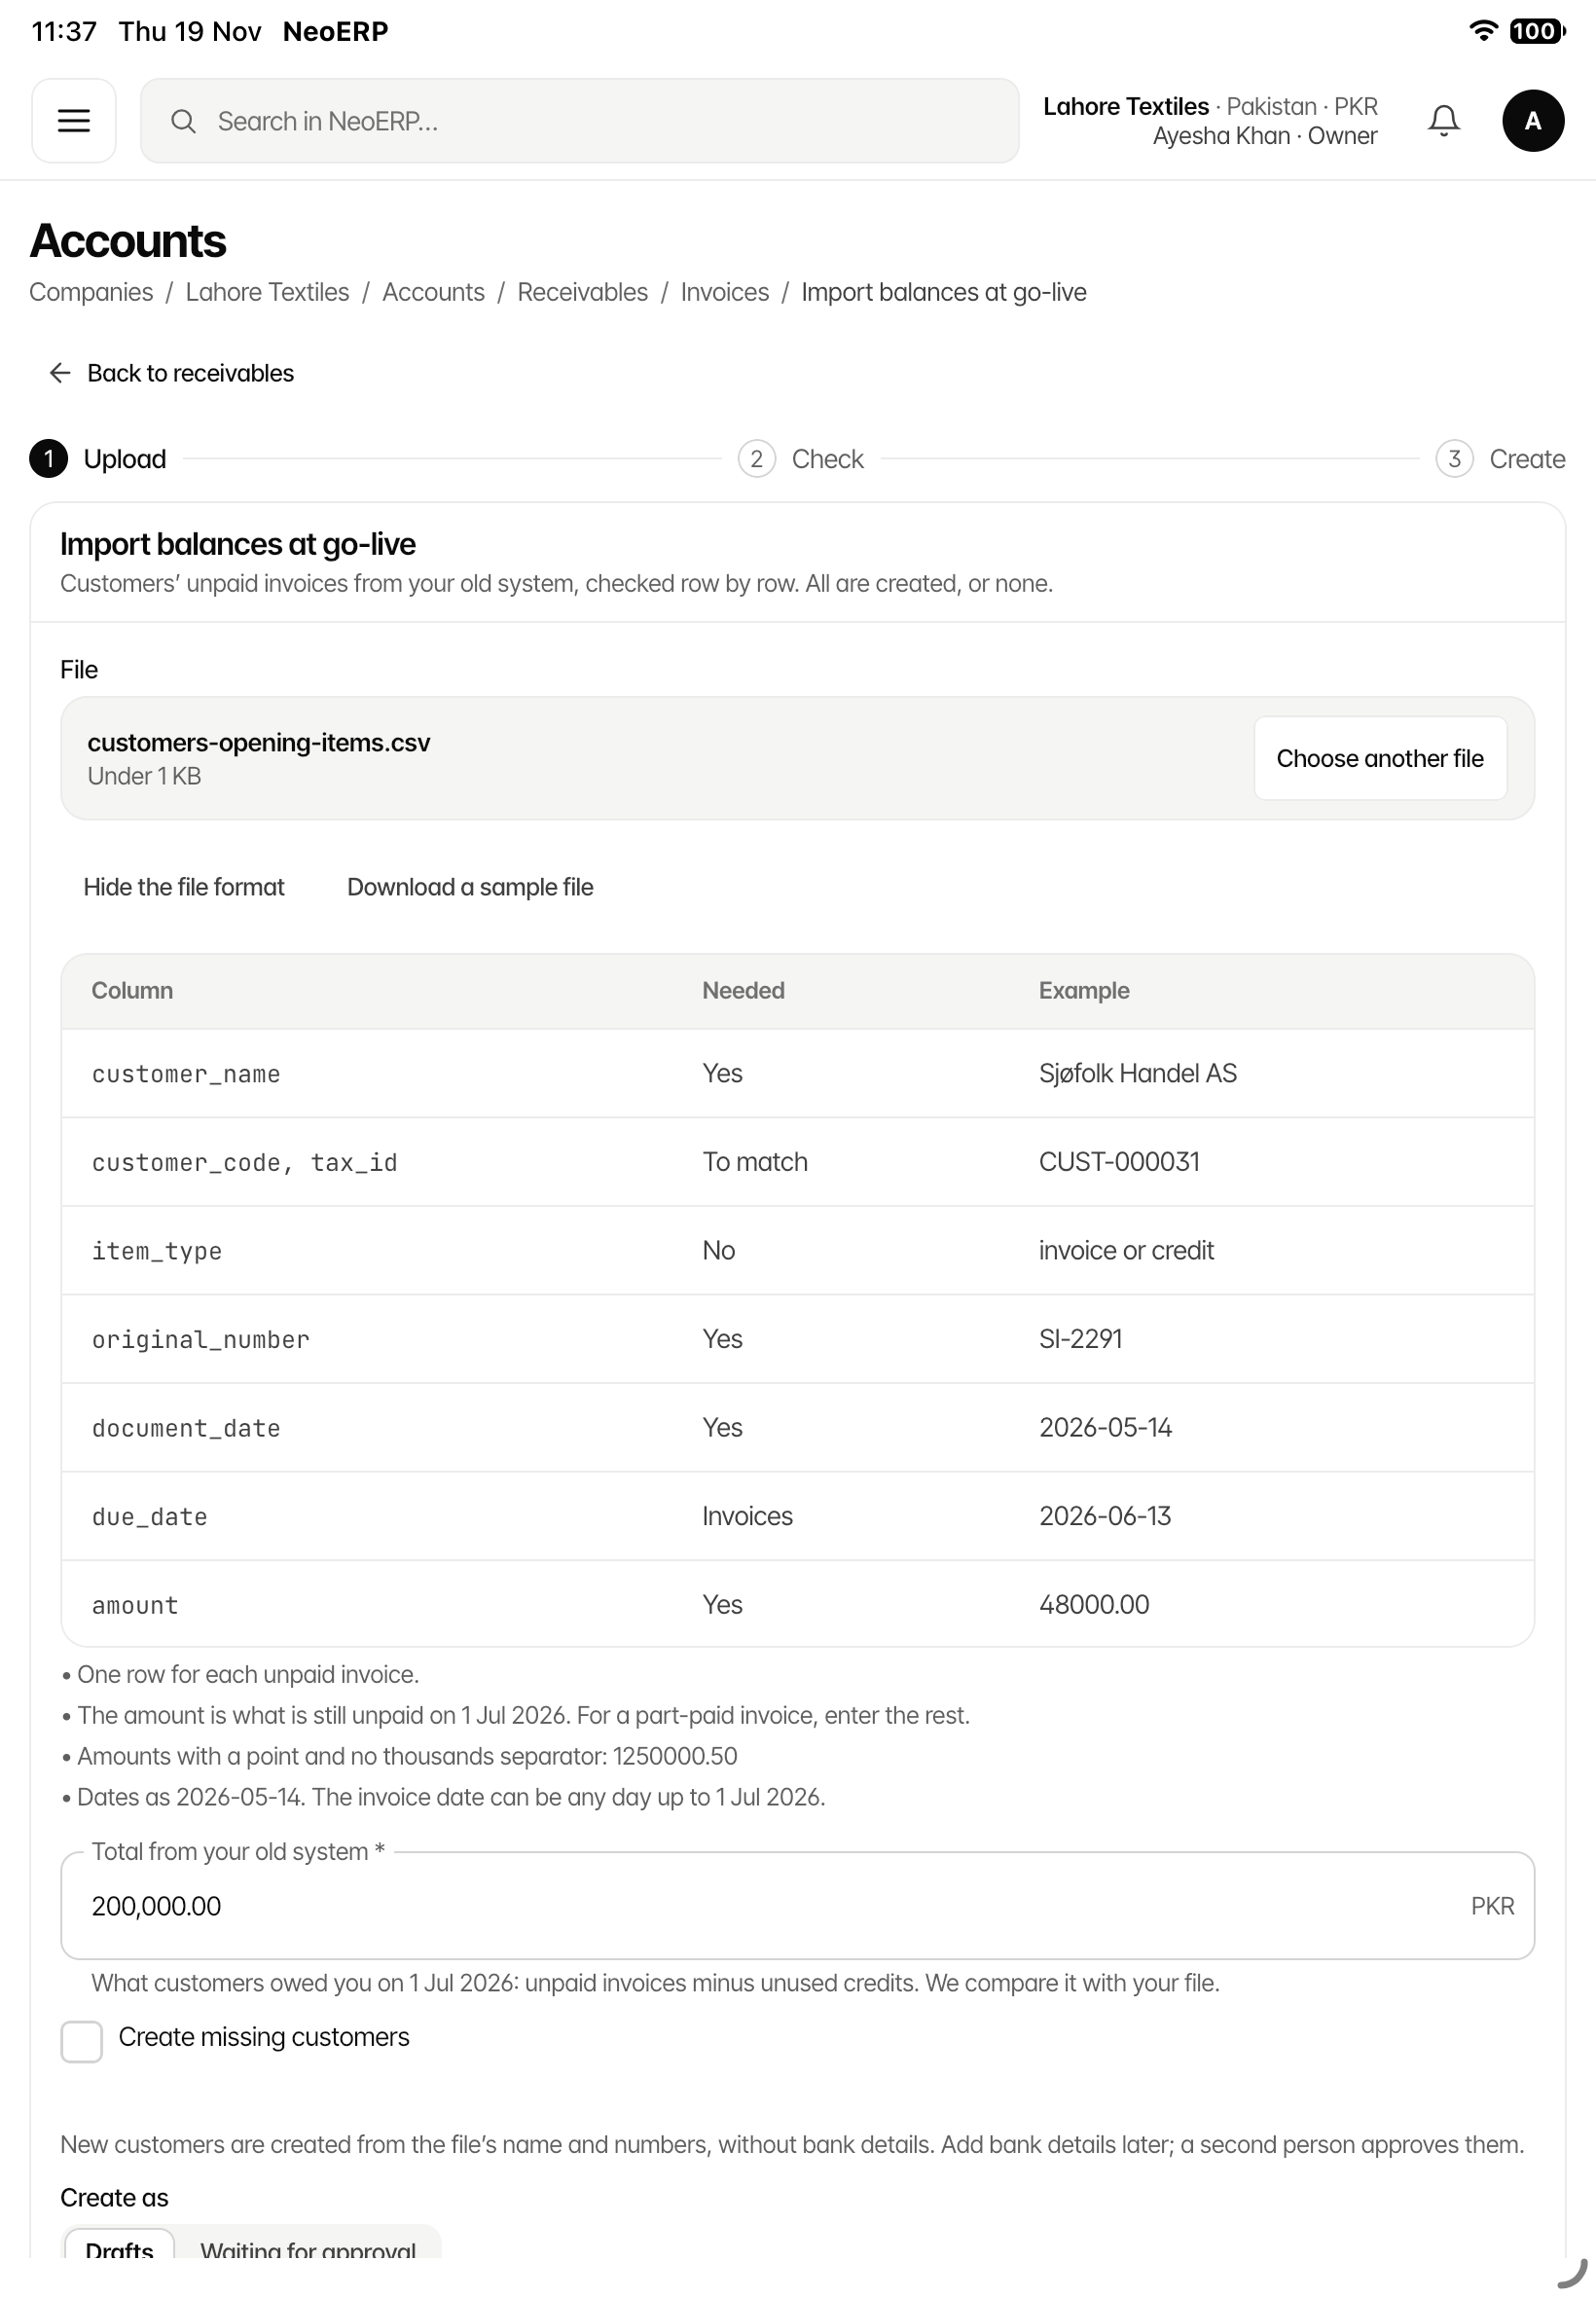 11:37 Thu 19 Nov NeoERP
100
Search in NeoERP...
Lahore Textiles · Pakistan · PKR
Ayesha Khan · Owner
A
Accounts
Companies / Lahore Textiles / Accounts / Receivables / Invoices / Import balances at go-live
Back to receivables
1 Upload
2 Check
3 Create
Import balances at go-live
Customers’ unpaid invoices from your old system, checked row by row. All are created, or none.
File
customers-opening-items.csv
Under 1 KB
Choose another file
Hide the file format
Download a sample file
Column Needed Example
customer_name Yes Sjøfolk Handel AS
customer_code, tax_id To match CUST-000031
item_type No invoice or credit
original_number Yes SI-2291
document_date Yes 2026-05-14
due_date Invoices 2026-06-13
amount Yes 48000.00
• One row for each unpaid invoice.
• The amount is what is still unpaid on 1 Jul 2026. For a part-paid invoice, enter the rest.
• Amounts with a point and no thousands separator: 1250000.50
• Dates as 2026-05-14. The invoice date can be any day up to 1 Jul 2026.
Total from your old system *
200,000.00 PKR
What customers owed you on 1 Jul 2026: unpaid invoices minus unused credits. We compare it with your file.
Create missing customers
New customers are created from the file’s name and numbers, without bank details. Add bank details later; a second person approves them.
Create as
Drafts Waiting for approval